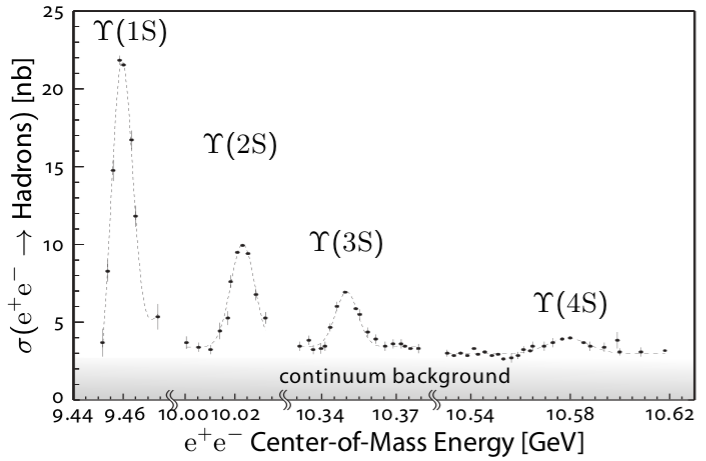 25
20
15
10
5
0
σ(e⁺e⁻ → Hadrons) [nb]
ϒ(1S)
ϒ(2S)
ϒ(3S)
ϒ(4S)
continuum background
9.44 9.46 10.00 10.02 10.34 10.37 10.54 10.58 10.62
e⁺e⁻ Center-of-Mass Energy [GeV]